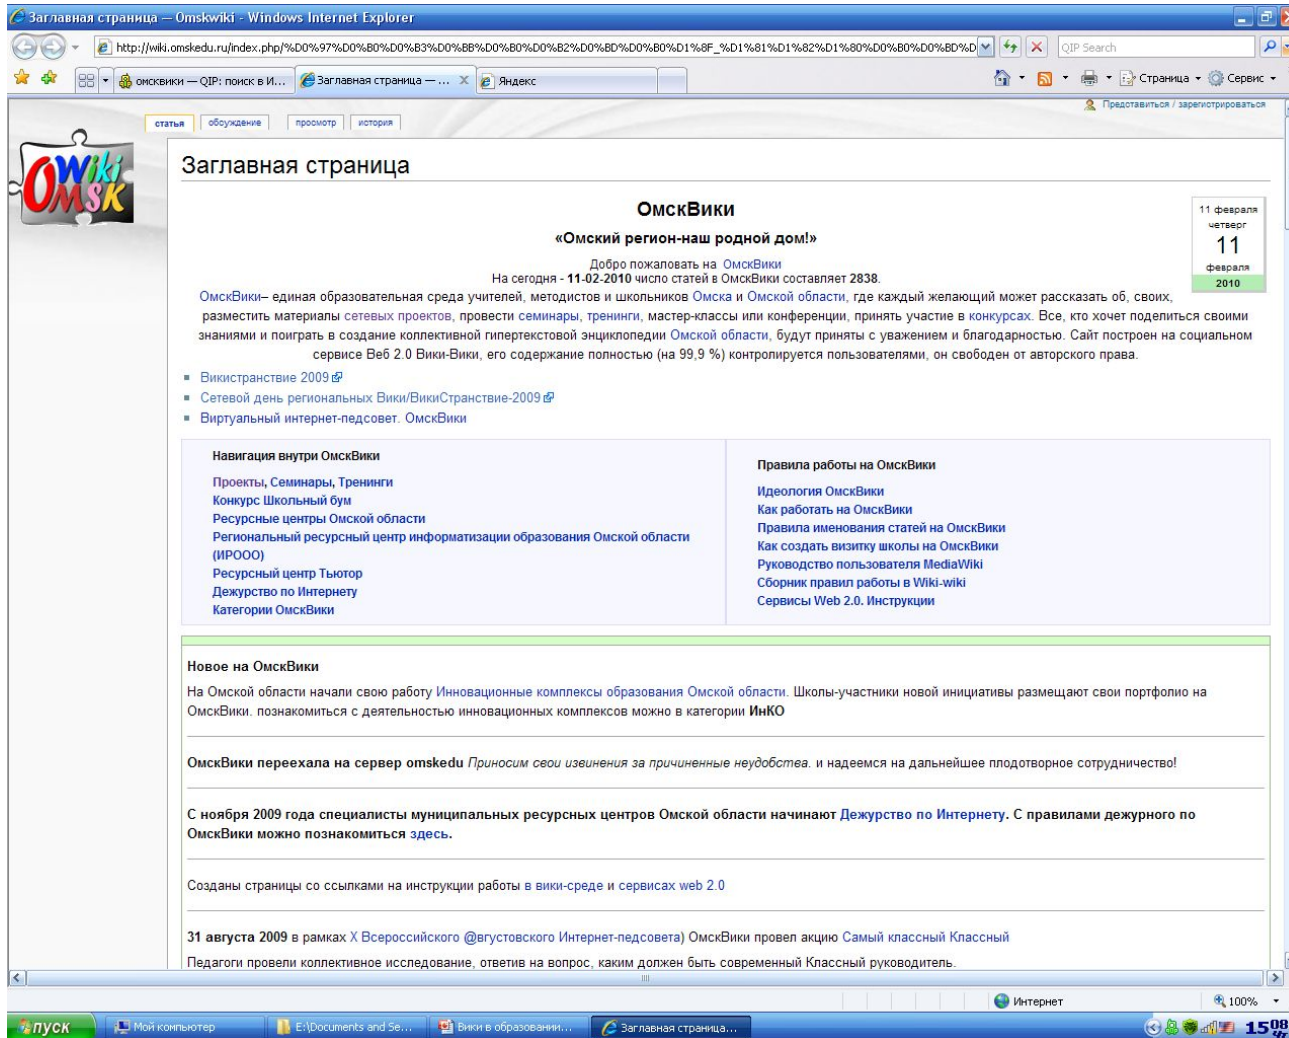 Заглавная страница — Omskwiki - Windows Internet Explorer
http://wiki.omskedu.ru/index.php/%D0%97%D0%B0%D0%B3%D0%BB%D0%B0%D0%B2%D0%BD%D0%B0%D1%8F_%D1%81%D1%82%D1%80%D0%B0%D0%BD%D
QIP Search
омсквики — QIP: поиск в И...
Заглавная страница — ...
Яндекс
Страница
Сервис
Представиться / зарегистрироваться
статья
обсуждение
просмотр
история
OWiki
OMSK
Заглавная страница
ОмскВики
«Омский регион-наш родной дом!»
11 февраля
четверг
11
февраля
2010
Добро пожаловать на ОмскВики
На сегодня - 11-02-2010 число статей в ОмскВики составляет 2838.
ОмскВики– единая образовательная среда учителей, методистов и школьников Омска и Омской области, где каждый желающий может рассказать об, своих,
разместить материалы сетевых проектов, провести семинары, тренинги, мастер-классы или конференции, принять участие в конкурсах. Все, кто хочет поделиться своими
знаниями и поиграть в создание коллективной гипертекстовой энциклопедии Омской области, будут приняты с уважением и благодарностью. Сайт построен на социальном
сервисе Веб 2.0 Вики-Вики, его содержание полностью (на 99,9 %) контролируется пользователями, он свободен от авторского права.
Викистранствие 2009
Сетевой день региональных Вики/ВикиСтранствие-2009
Виртуальный интернет-педсовет. ОмскВики
Навигация внутри ОмскВики
Проекты, Семинары, Тренинги
Конкурс Школьный бум
Ресурсные центры Омской области
Региональный ресурсный центр информатизации образования Омской области
(ИРООО)
Ресурсный центр Тьютор
Дежурство по Интернету
Категории ОмскВики
Правила работы на ОмскВики
Идеология ОмскВики
Как работать на ОмскВики
Правила именования статей на ОмскВики
Как создать визитку школы на ОмскВики
Руководство пользователя MediaWiki
Сборник правил работы в Wiki-wiki
Сервисы Web 2.0. Инструкции
Новое на ОмскВики
На Омской области начали свою работу Инновационные комплексы образования Омской области. Школы-участники новой инициативы размещают свои портфолио на
ОмскВики. познакомиться с деятельностью инновационных комплексов можно в категории ИнКО
ОмскВики переехала на сервер omskedu Приносим свои извинения за причиненные неудобства. и надеемся на дальнейшее плодотворное сотрудничество!
С ноября 2009 года специалисты муниципальных ресурсных центров Омской области начинают Дежурство по Интернету. С правилами дежурного по
ОмскВики можно познакомиться здесь.
Созданы страницы со ссылками на инструкции работы в вики-среде и сервисах web 2.0
31 августа 2009 в рамках X Всероссийского @вгустовского Интернет-педсовета) ОмскВики провел акцию Самый классный Классный
Педагоги провели коллективное исследование, ответив на вопрос, каким должен быть современный Классный руководитель.
Интернет
100%
пуск
Мой компьютер
E:\Documents and Se...
Вики в образовании...
Заглавная страница...
15 08
Чт